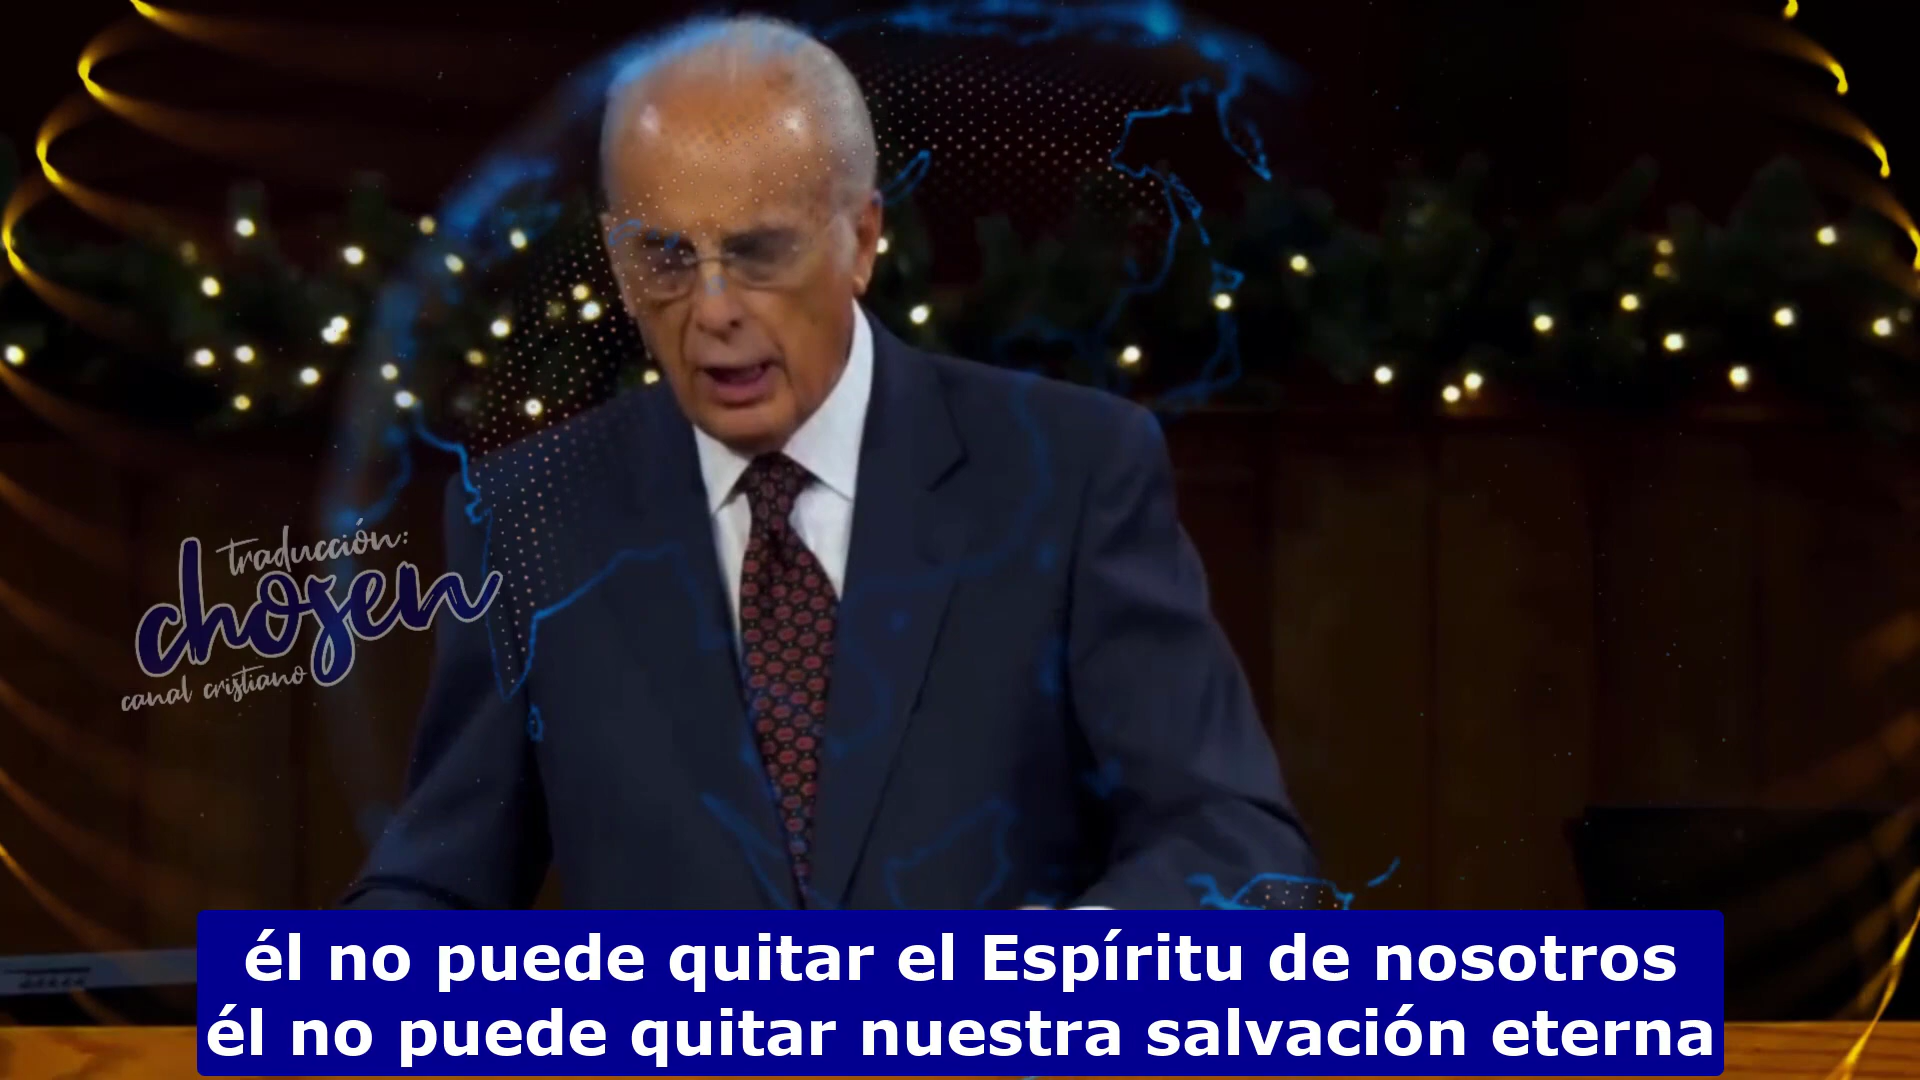 traducción:
chosen
canal cristiano
él no puede quitar el Espíritu de nosotros
él no puede quitar nuestra salvación eterna